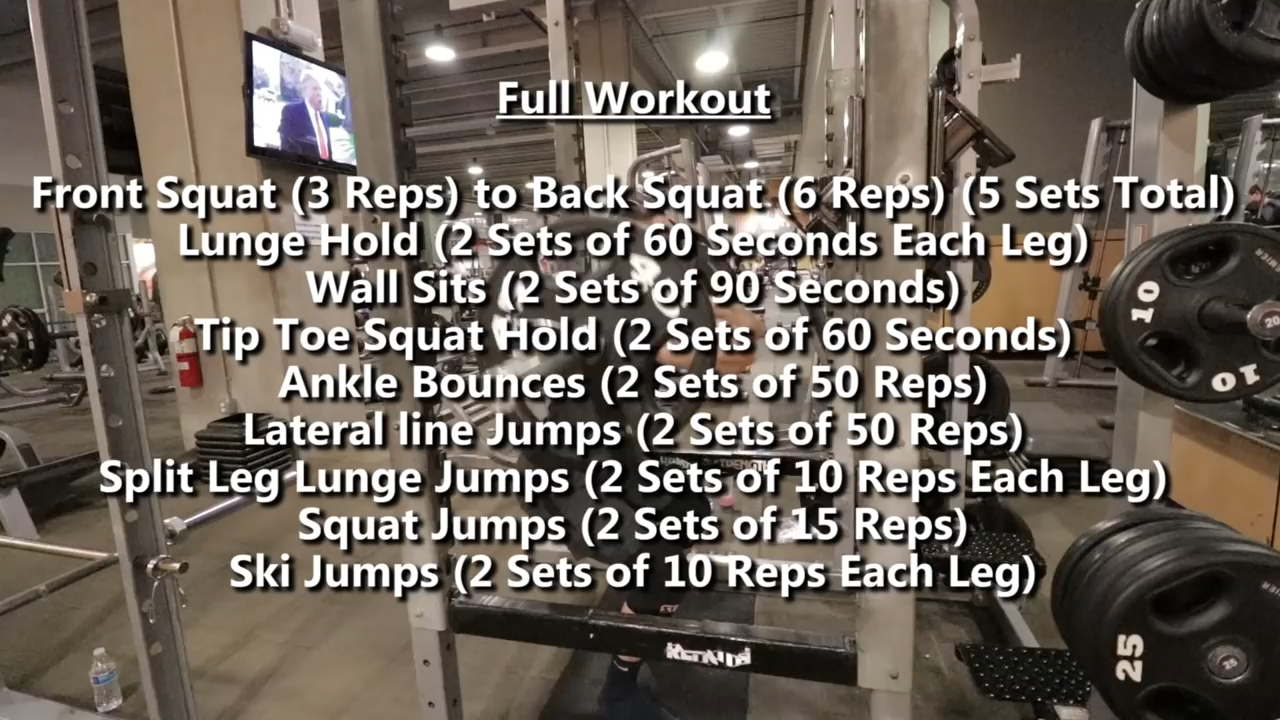 Full Workout
Front Squat (3 Reps) to Back Squat (6 Reps) (5 Sets Total)
Lunge Hold (2 Sets of 60 Seconds Each Leg)
Wall Sits (2 Sets of 90 Seconds)
Tip Toe Squat Hold (2 Sets of 60 Seconds)
Ankle Bounces (2 Sets of 50 Reps)
Lateral line Jumps (2 Sets of 50 Reps)
Split Leg Lunge Jumps (2 Sets of 10 Reps Each Leg)
Squat Jumps (2 Sets of 15 Reps)
Ski Jumps (2 Sets of 10 Reps Each Leg)
10
10
25
25